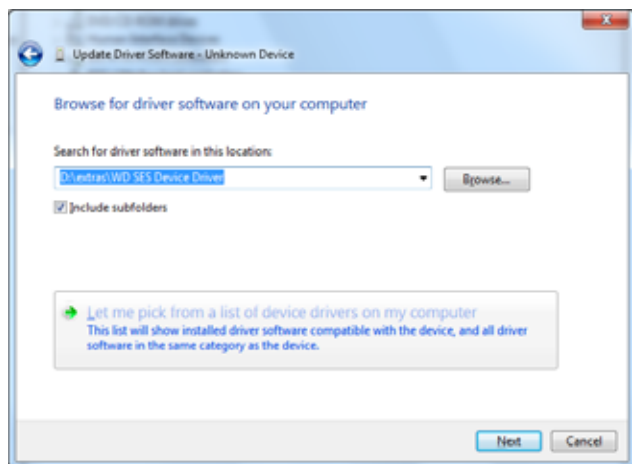 Update Driver Software - Unknown Device
Browse for driver software on your computer
Search for driver software in this location:
D:\extras\WD SES Device Driver
Browse...
Include subfolders
Let me pick from a list of device drivers on my computer
This list will show installed driver software compatible with the device, and all driver
software in the same category as the device.
Next
Cancel